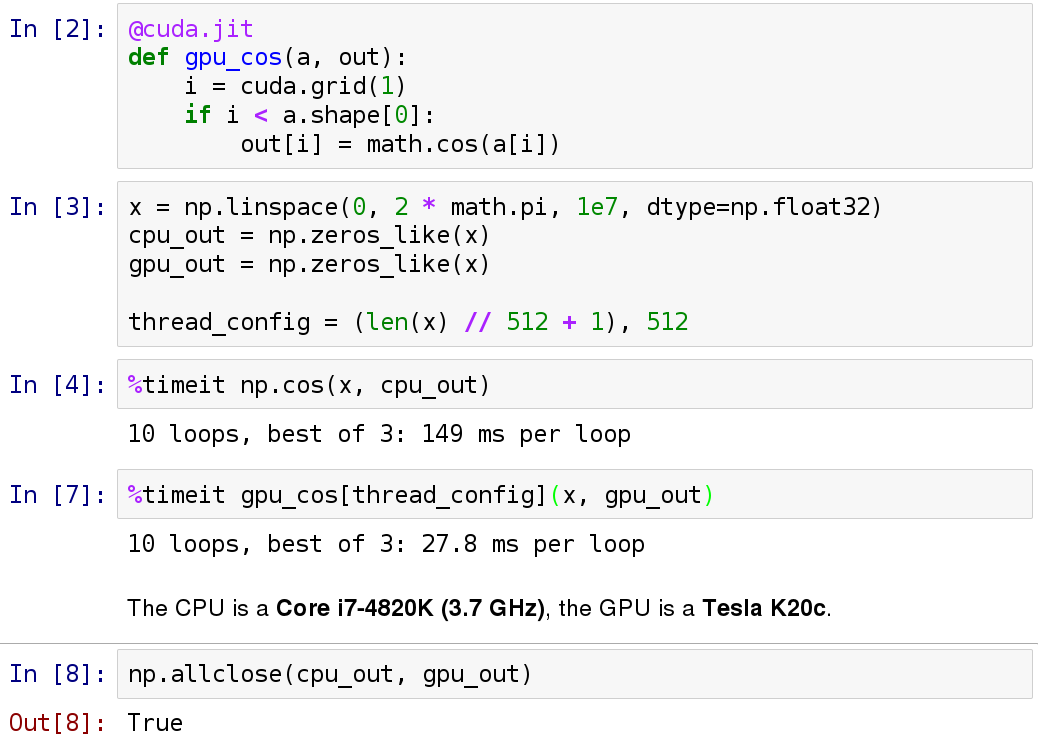 In [2]: @cuda.jit
def gpu_cos(a, out):
    i = cuda.grid(1)
    if i < a.shape[0]:
        out[i] = math.cos(a[i])
In [3]: x = np.linspace(0, 2 * math.pi, 1e7, dtype=np.float32)
cpu_out = np.zeros_like(x)
gpu_out = np.zeros_like(x)
thread_config = (len(x) // 512 + 1), 512
In [4]: %timeit np.cos(x, cpu_out)
10 loops, best of 3: 149 ms per loop
In [7]: %timeit gpu_cos[thread_config](x, gpu_out)
10 loops, best of 3: 27.8 ms per loop
The CPU is a Core i7-4820K (3.7 GHz), the GPU is a Tesla K20c.
In [8]: np.allclose(cpu_out, gpu_out)
Out[8]: True